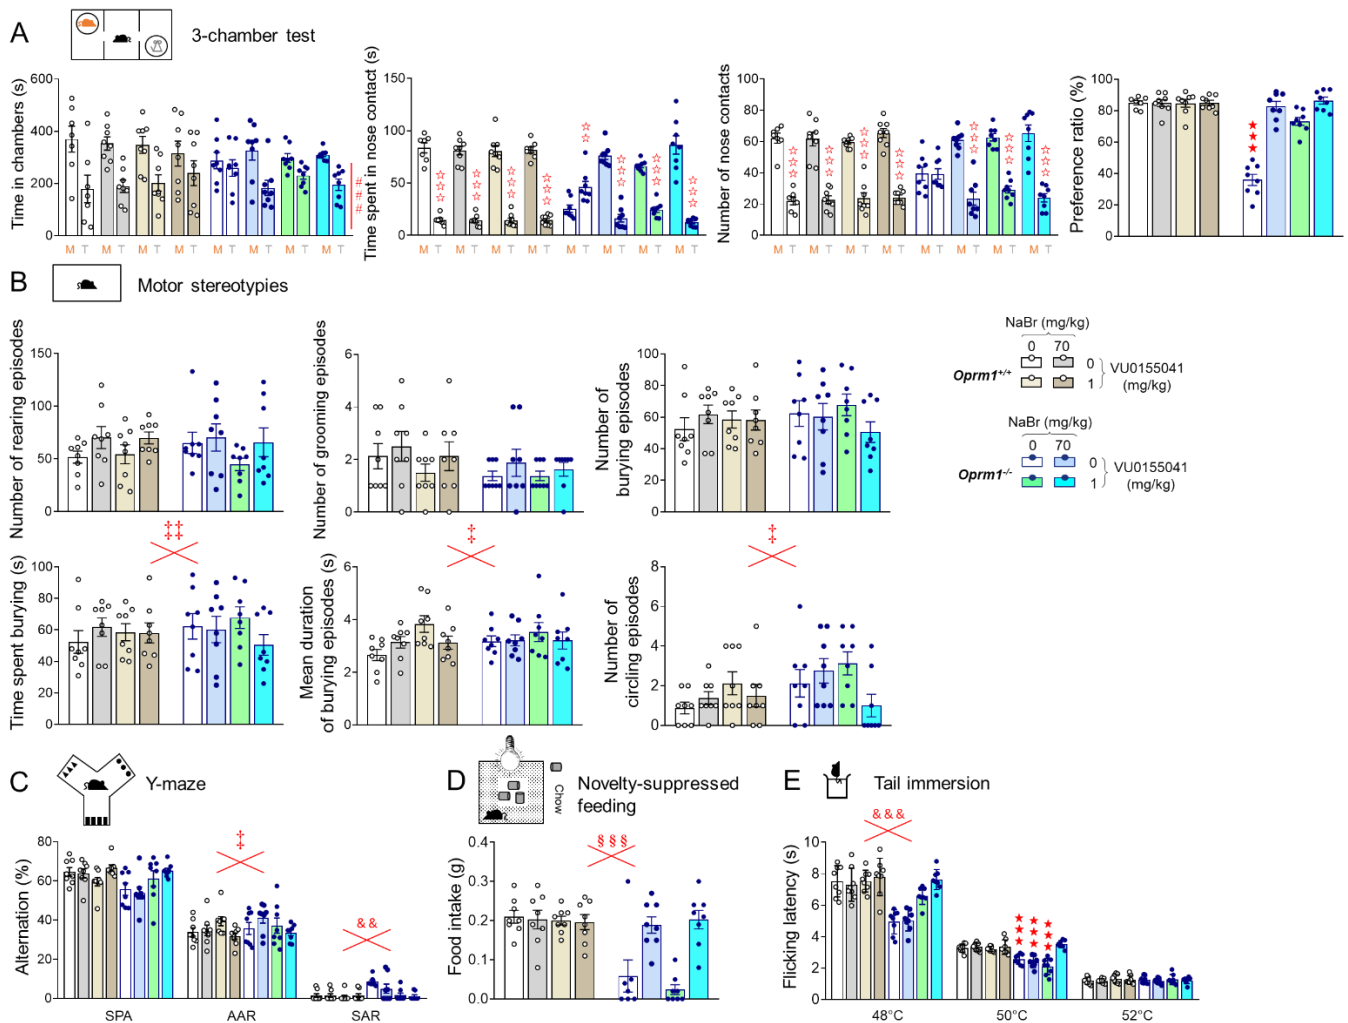 A
3-chamber test
Time in chambers (s)
600
400
200
0
M T M T M T M T M T M T M T M T
# # #
Time spent in nose contact (s)
150
100
50
0
M T M T M T M T M T M T M T M T
☆☆☆ ☆☆☆ ☆☆☆ ☆☆☆ ☆☆ ☆☆☆ ☆☆☆ ☆☆☆
Number of nose contacts
100
80
60
40
20
0
M T M T M T M T M T M T M T M T
☆☆☆ ☆☆☆ ☆☆☆ ☆☆☆ ☆☆☆ ☆☆☆ ☆☆☆
Preference ratio (%)
100
80
60
40
20
0
★★★
B
Motor stereotypies
Number of rearing episodes
150
100
50
0
Number of grooming episodes
6
4
2
0
Number of
burying episodes
100
80
60
40
20
0
NaBr (mg/kg)
0 70
Oprm1+/+
0
1
VU0155041
(mg/kg)
NaBr (mg/kg)
0 70
Oprm1-/-
0
1
VU0155041
(mg/kg)
Time spent burying (s)
100
80
60
40
20
0
‡‡
Mean duration
of burying episodes (s)
6
4
2
0
‡
Number of
circling episodes
8
6
4
2
0
‡
C
Y-maze
Alternation (%)
80
60
40
20
0
‡
&&
SPA AAR SAR
D
Chow
Novelty-suppressed
feeding
Food intake (g)
0.4
0.3
0.2
0.1
0.0
§§§
E
Tail immersion
Flicking latency (s)
10
8
6
4
2
0
&&&
★★★ ★★★ ★★★
48°C 50°C 52°C